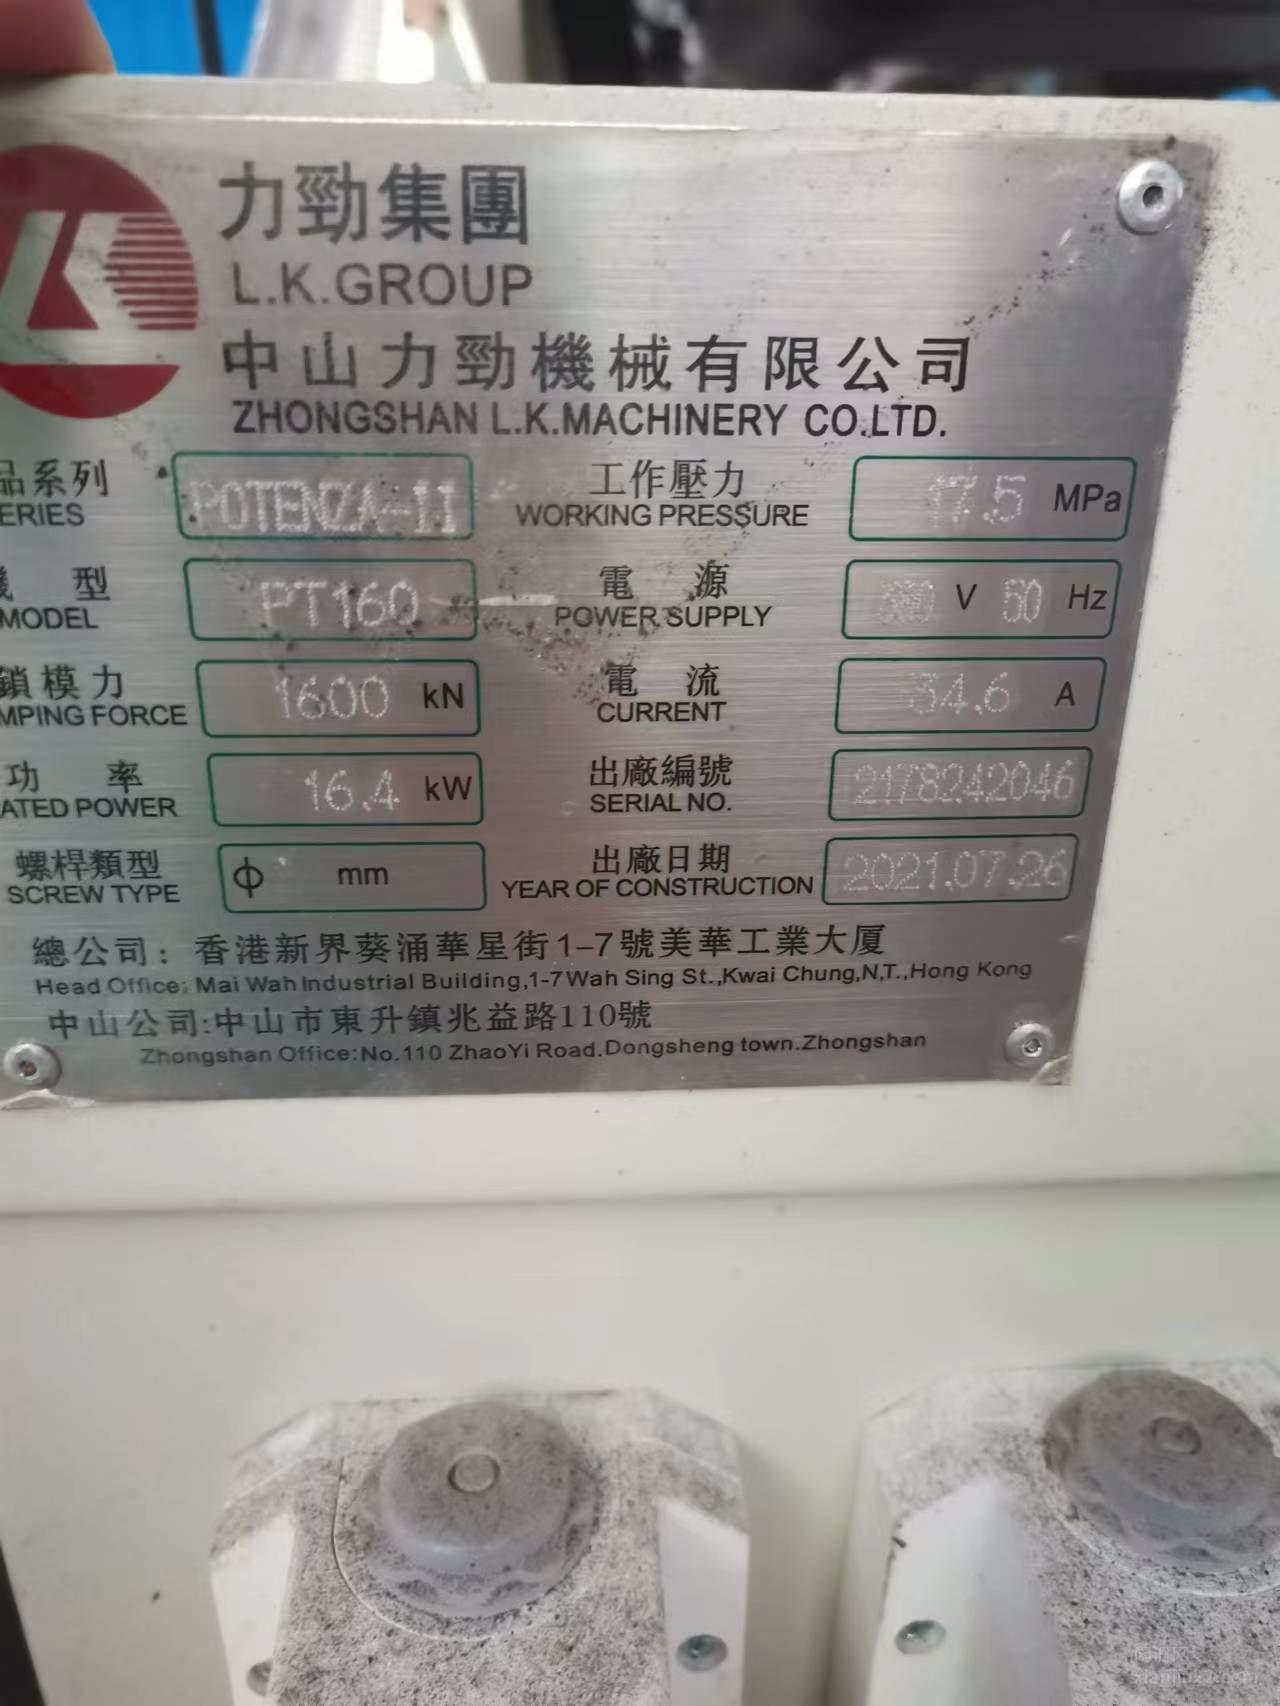 力勁集團
L.K.GROUP
中山力勁機械有限公司
ZHONGSHAN L.K.MACHINERY CO.LTD.
品系列 POTENZA-II 工作壓力 17.5 MPa
ERIES WORKING PRESSURE
機 型 PT160 電 源 380 V 50 Hz
MODEL POWER SUPPLY
鎖模力 1600 kN 電 流 34.6 A
MPING FORCE CURRENT
功 率 16.4 kW 出廠編號 2178242046
ATED POWER SERIAL NO.
螺桿類型 ϕ mm 出廠日期 2021.07.26
SCREW TYPE YEAR OF CONSTRUCTION
總公司: 香港新界葵涌華星街1-7號美華工業大厦
Head Office: Mai Wah Industrial Building,1-7 Wah Sing St.,Kwai Chung,N,T.,Hong Kong
中山公司:中山市東升鎮兆益路110號
Zhongshan Office:No.110 ZhaoYi Road.Dongsheng town.Zhongshan